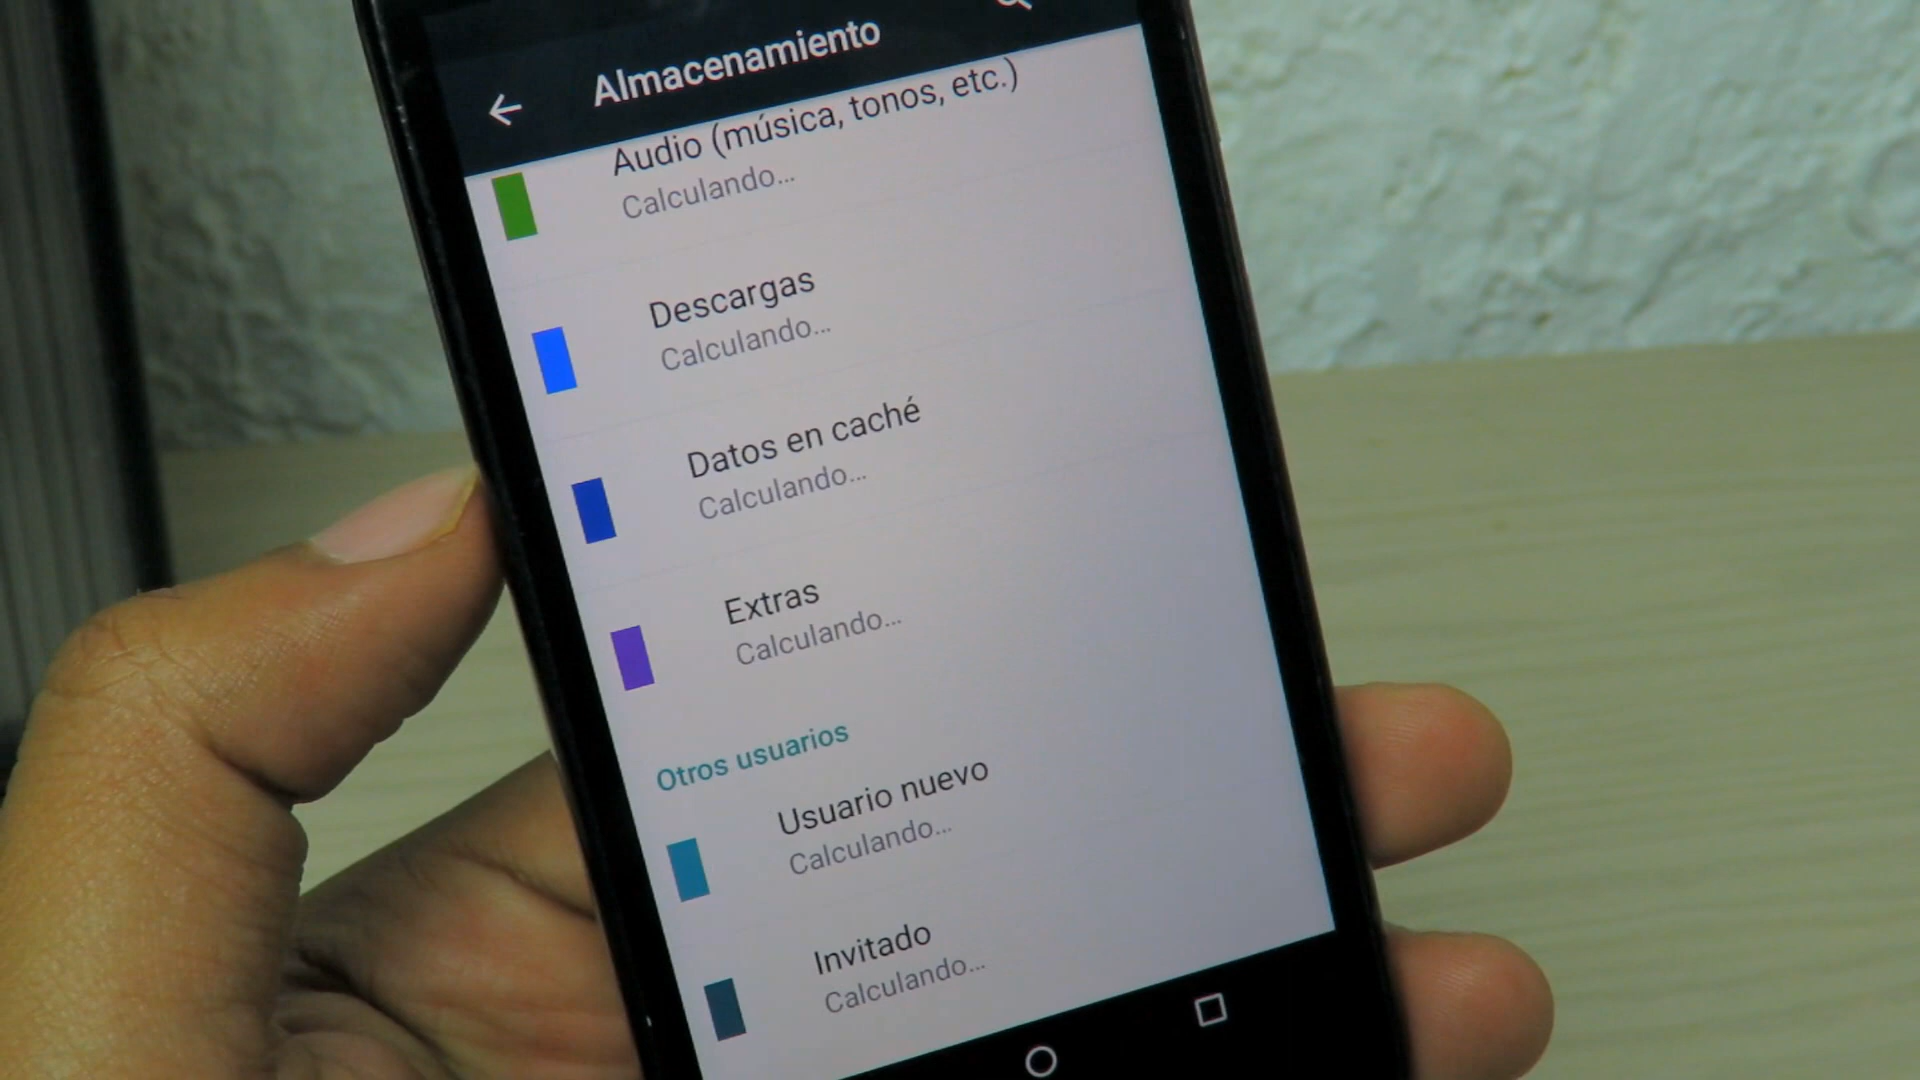 Almacenamiento
Audio (música, tonos, etc.)
Calculando...
Descargas
Calculando...
Datos en caché
Calculando...
Extras
Calculando...
Otros usuarios
Usuario nuevo
Calculando...
Invitado
Calculando...